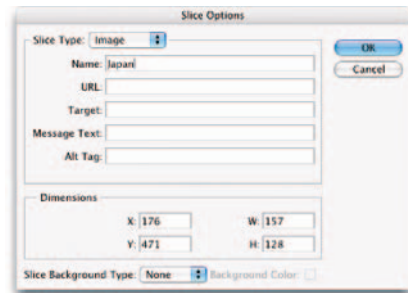 Slice Options
Slice Type: Image
OK
Name: Japan
Cancel
URL:
Target:
Message Text:
Alt Tag:
Dimensions
X: 176 W: 157
Y: 471 H: 128
Slice Background Type: None Background Color: